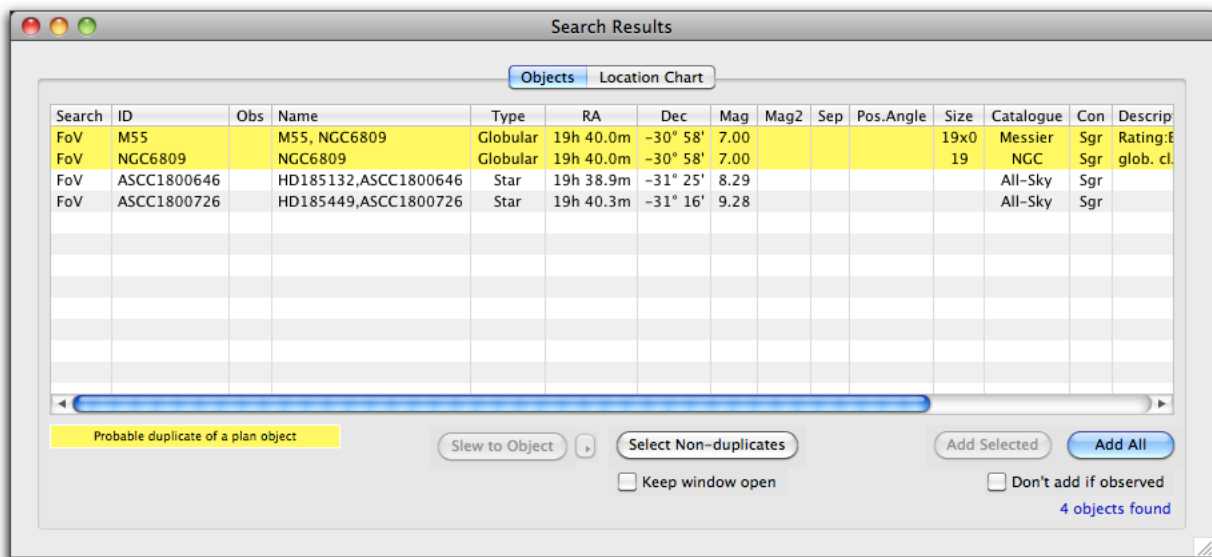 Search Results
Objects Location Chart
Search ID Obs Name Type RA Dec Mag Mag2 Sep Pos.Angle Size Catalogue Con Descrip
FoV M55 M55, NGC6809 Globular 19h 40.0m −30° 58' 7.00 19x0 Messier Sgr Rating:E
FoV NGC6809 NGC6809 Globular 19h 40.0m −30° 58' 7.00 19 NGC Sgr glob. cl.
FoV ASCC1800646 HD185132,ASCC1800646 Star 19h 38.9m −31° 25' 8.29 All-Sky Sgr
FoV ASCC1800726 HD185449,ASCC1800726 Star 19h 40.3m −31° 16' 9.28 All-Sky Sgr
Probable duplicate of a plan object
Slew to Object Select Non-duplicates Add Selected Add All
Keep window open Don't add if observed
4 objects found